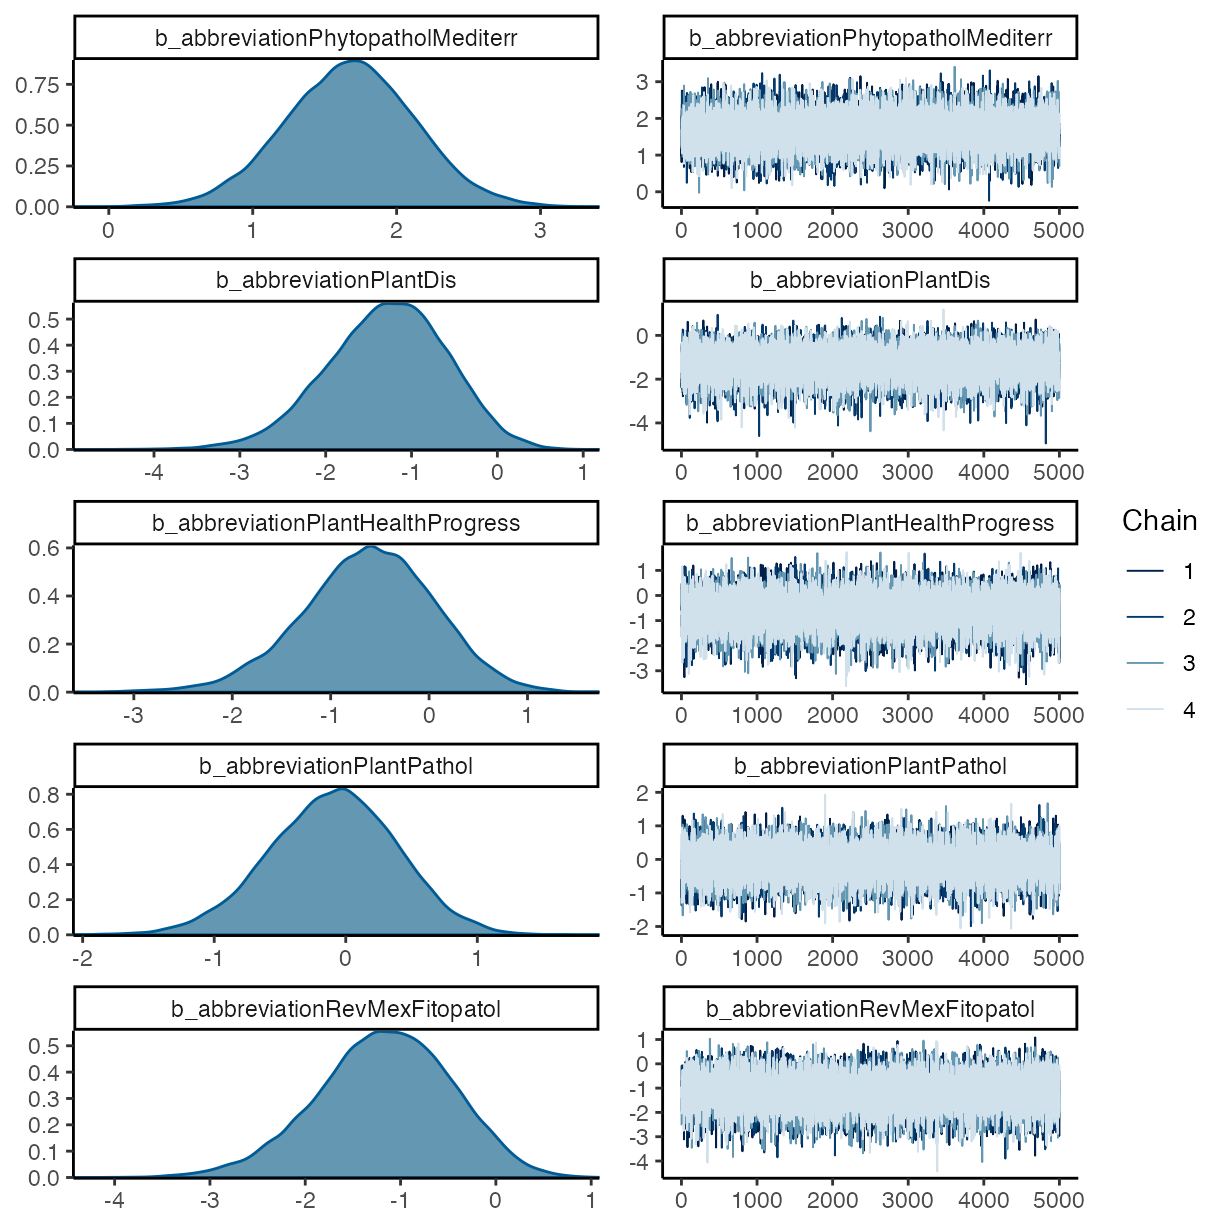 b_abbreviationPhytopatholMediterr
0.75
0.50
0.25
0.00
0 1 2 3
b_abbreviationPhytopatholMediterr
3
2
1
0
0 1000 2000 3000 4000 5000
b_abbreviationPlantDis
0.5
0.4
0.3
0.2
0.1
0.0
-4 -3 -2 -1 0 1
b_abbreviationPlantDis
0
-2
-4
0 1000 2000 3000 4000 5000
b_abbreviationPlantHealthProgress
0.6
0.4
0.2
0.0
-3 -2 -1 0 1
b_abbreviationPlantHealthProgress
1
0
-1
-2
-3
0 1000 2000 3000 4000 5000
b_abbreviationPlantPathol
0.8
0.6
0.4
0.2
0.0
-2 -1 0 1
b_abbreviationPlantPathol
2
1
0
-1
-2
0 1000 2000 3000 4000 5000
b_abbreviationRevMexFitopatol
0.5
0.4
0.3
0.2
0.1
0.0
-4 -3 -2 -1 0 1
b_abbreviationRevMexFitopatol
1
0
-1
-2
-3
-4
0 1000 2000 3000 4000 5000
Chain
1
2
3
4